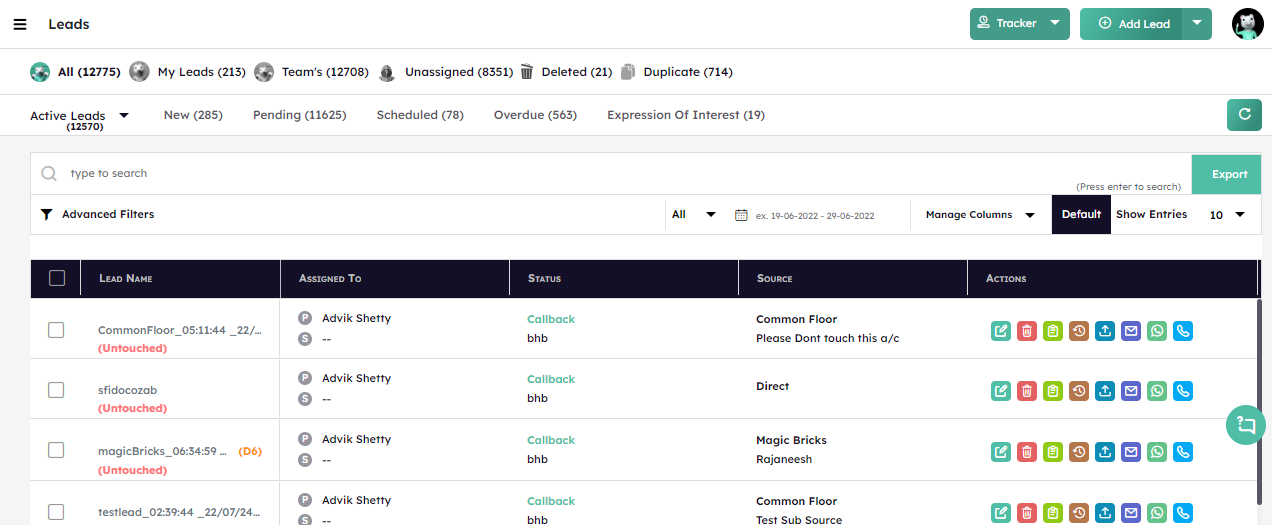 Leads
Tracker
Add Lead
All (12775)
My Leads (213)
Team's (12708)
Unassigned (8351)
Deleted (21)
Duplicate (714)
Active Leads
(12570)
New (285)
Pending (11625)
Scheduled (78)
Overdue (563)
Expression Of Interest (19)
type to search
(Press enter to search)
Export
Advanced Filters
All
ex. 19-06-2022 - 29-06-2022
Manage Columns
Default
Show Entries
10
Lead Name
Assigned To
Status
Source
Actions
CommonFloor_05:11:44 _22/...
(Untouched)
P Advik Shetty
S --
Callback
bhb
Common Floor
Please Dont touch this a/c
sfidocozab
(Untouched)
P Advik Shetty
S --
Callback
bhb
Direct
magicBricks_06:34:59 ... (D6)
(Untouched)
P Advik Shetty
S --
Callback
bhb
Magic Bricks
Rajaneesh
testlead_02:39:44 _22/07/24...
P Advik Shetty
S --
Callback
bhb
Common Floor
Test Sub Source